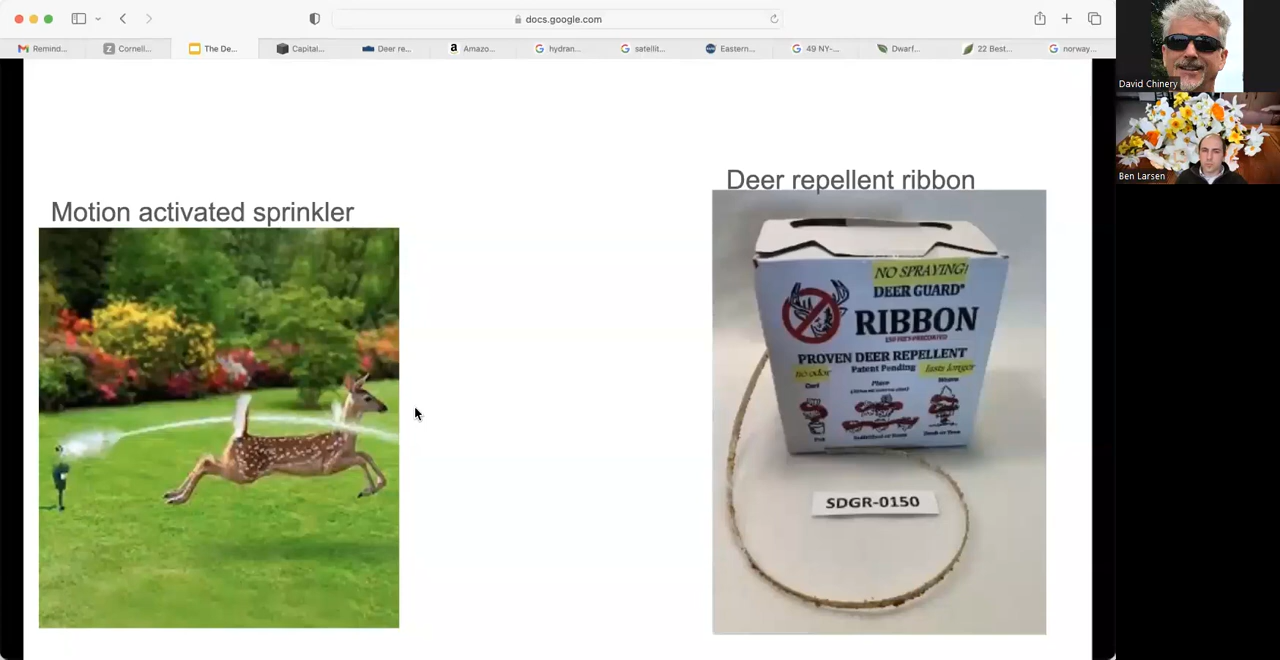 docs.google.com
Remind...
Cornell...
The De...
Capital...
Deer re...
Amazo...
hydran...
satellit...
Eastern...
49 NY-...
Dwarf...
22 Best...
norway...
David Chinery
Ben Larsen
Deer repellent ribbon
Motion activated sprinkler
NO SPRAYING!
DEER GUARD®
RIBBON
PROVEN DEER REPELLENT
no odor
Patent Pending
lasts longer
Place
Pot
SDGR-0150